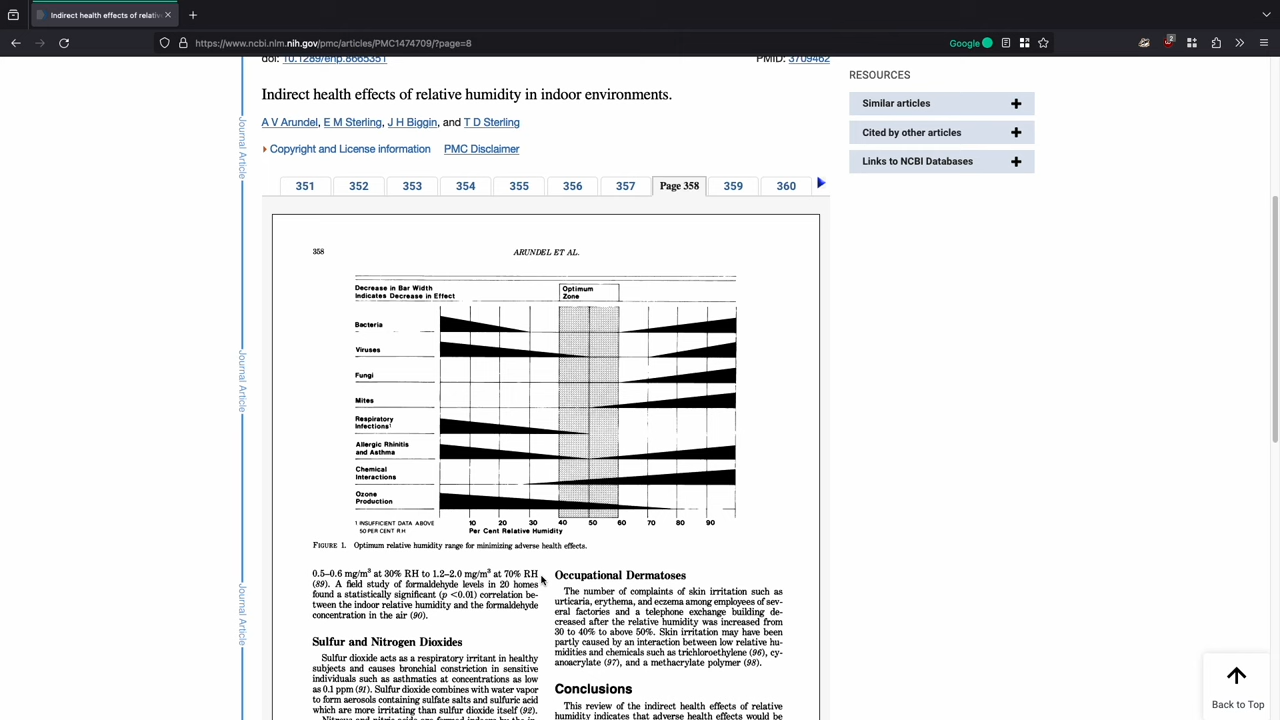 Indirect health effects of relativ
https://www.ncbi.nlm.nih.gov/pmc/articles/PMC1474709/?page=8
Google
doi: 10.1289/ehp.8665351
PMID: 3709462
Indirect health effects of relative humidity in indoor environments.
A V Arundel, E M Sterling, J H Biggin, and T D Sterling
Copyright and License information PMC Disclaimer
351 352 353 354 355 356 357 Page 358 359 360
Journal Article
Journal Article
Journal Article
358
ARUNDEL ET AL.
Decrease in Bar Width
Indicates Decrease in Effect
Optimum
Zone
Bacteria
Viruses
Fungi
Mites
Respiratory
Infections¹
Allergic Rhinitis
and Asthma
Chemical
Interactions
Ozone
Production
1 INSUFFICIENT DATA ABOVE
50 PER CENT R.H.
10 20 30 40 50 60 70 80 90
Per Cent Relative Humidity
FIGURE 1. Optimum relative humidity range for minimizing adverse health effects.
0.5–0.6 mg/m³ at 30% RH to 1.2–2.0 mg/m³ at 70% RH
(89). A field study of formaldehyde levels in 20 homes
found a statistically significant (p <0.01) correlation be-
tween the indoor relative humidity and the formaldehyde
concentration in the air (90).
Sulfur and Nitrogen Dioxides
Sulfur dioxide acts as a respiratory irritant in healthy
subjects and causes bronchial constriction in sensitive
individuals such as asthmatics at concentrations as low
as 0.1 ppm (91). Sulfur dioxide combines with water vapor
to form aerosols containing sulfate salts and sulfuric acid
which are more irritating than sulfur dioxide itself (92).
Occupational Dermatoses
The number of complaints of skin irritation such as
urticaria, erythema, and eczema among employees of sev-
eral factories and a telephone exchange building de-
creased after the relative humidity was increased from
30 to 40% to above 50%. Skin irritation may have been
partly caused by an interaction between low relative hu-
midities and chemicals such as trichloroethylene (96), cy-
anoacrylate (97), and a methacrylate polymer (98).
Conclusions
This review of the indirect health effects of relative
humidity indicates that adverse health effects would be
RESOURCES
Similar articles
Cited by other articles
Links to NCBI Databases
Back to Top